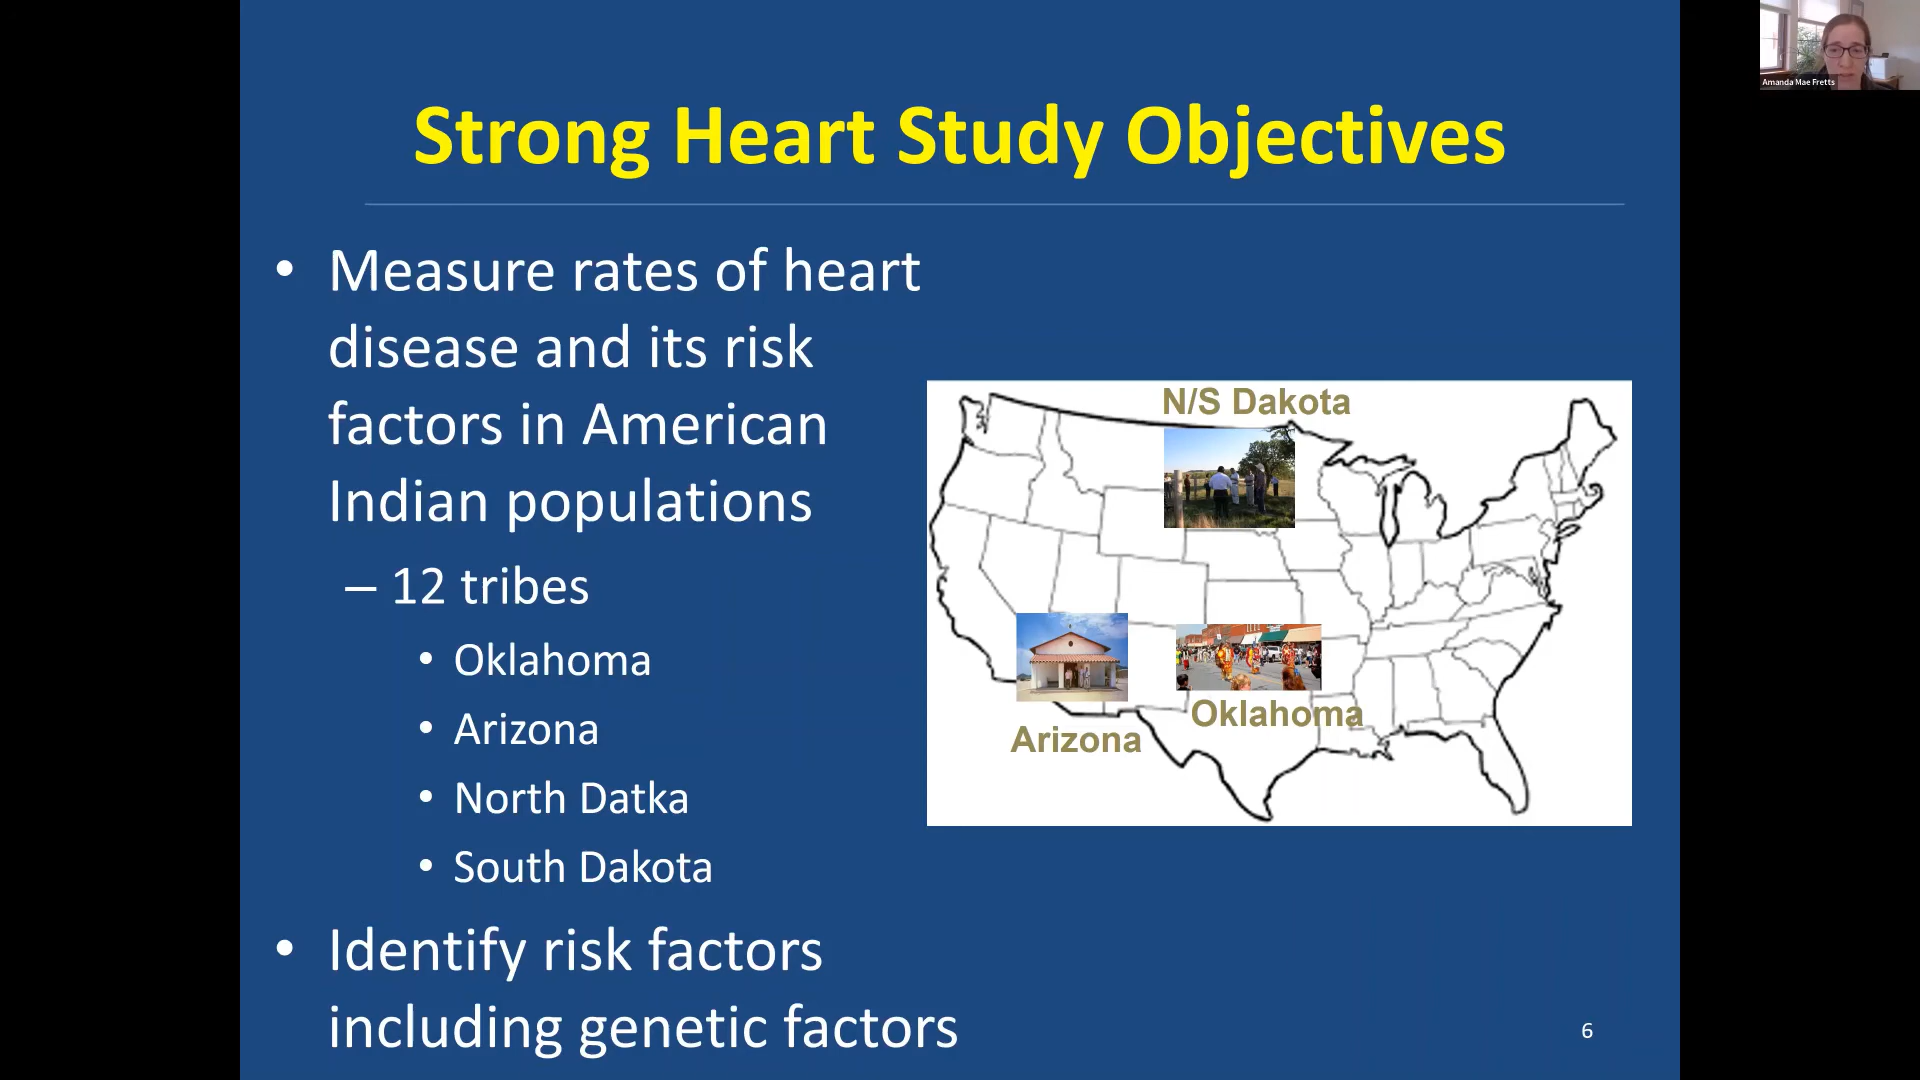 Strong Heart Study Objectives
• Measure rates of heart
disease and its risk
factors in American
Indian populations
– 12 tribes
• Oklahoma
• Arizona
• North Datka
• South Dakota
• Identify risk factors
including genetic factors
N/S Dakota
Oklahoma
Arizona
6
Amanda Mae Fretts